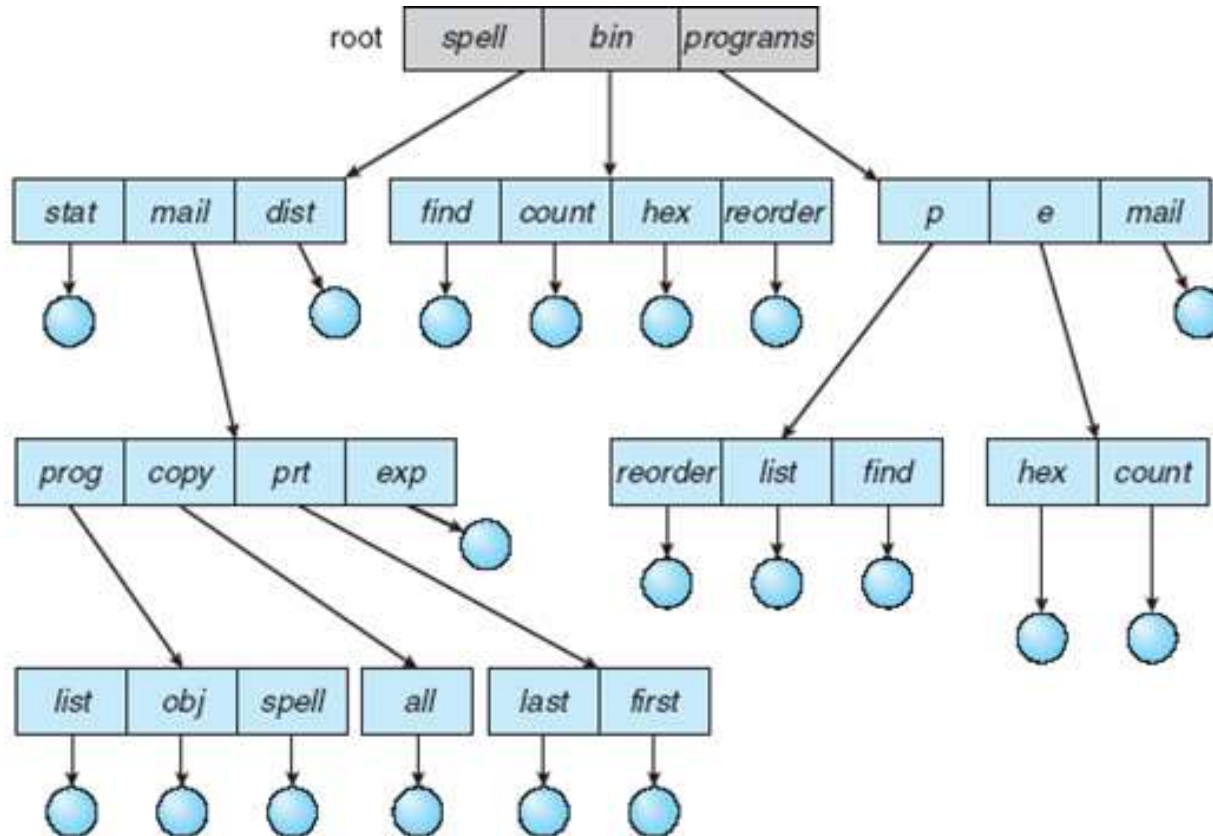 root spell bin programs
stat mail dist find count hex reorder p e mail
prog copy prt exp reorder list find hex count
list obj spell all last first